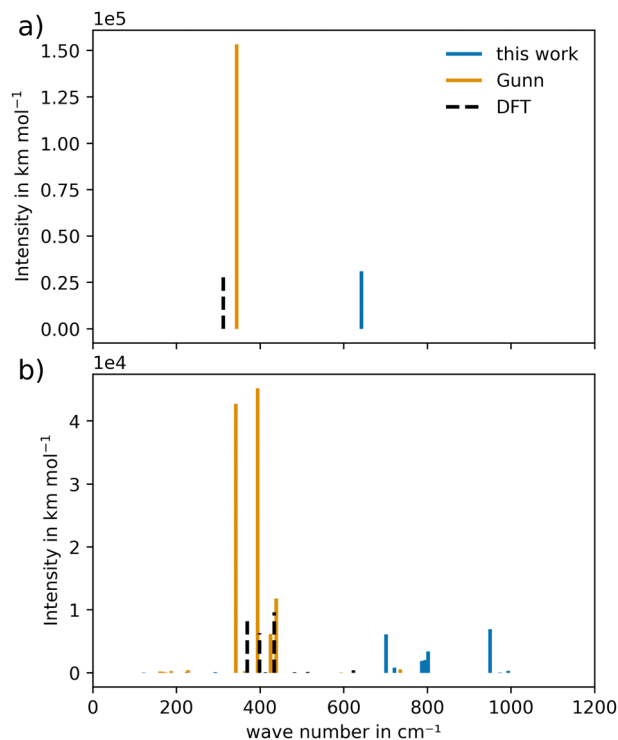 a)
1e5
1.50
1.25
1.00
0.75
0.50
0.25
0.00
Intensity in km mol⁻¹
this work
Gunn
DFT
b)
1e4
4
3
2
1
0
Intensity in km mol⁻¹
0 200 400 600 800 1000 1200
wave number in cm⁻¹